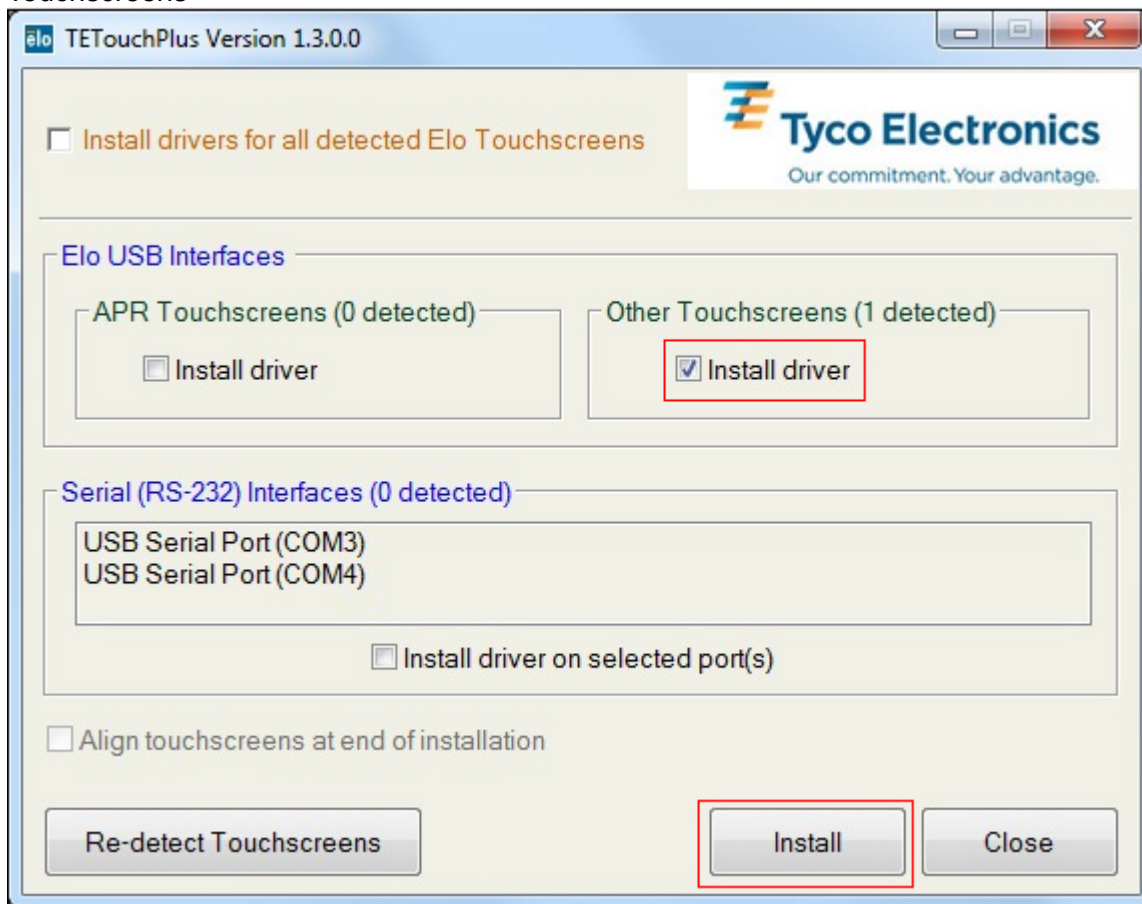 Touchscreens
elo TETouchPlus Version 1.3.0.0
Install drivers for all detected Elo Touchscreens
Tyco Electronics
Our commitment. Your advantage.
Elo USB Interfaces
APR Touchscreens (0 detected)
Install driver
Other Touchscreens (1 detected)
Install driver
Serial (RS-232) Interfaces (0 detected)
USB Serial Port (COM3)
USB Serial Port (COM4)
Install driver on selected port(s)
Align touchscreens at end of installation
Re-detect Touchscreens
Install
Close